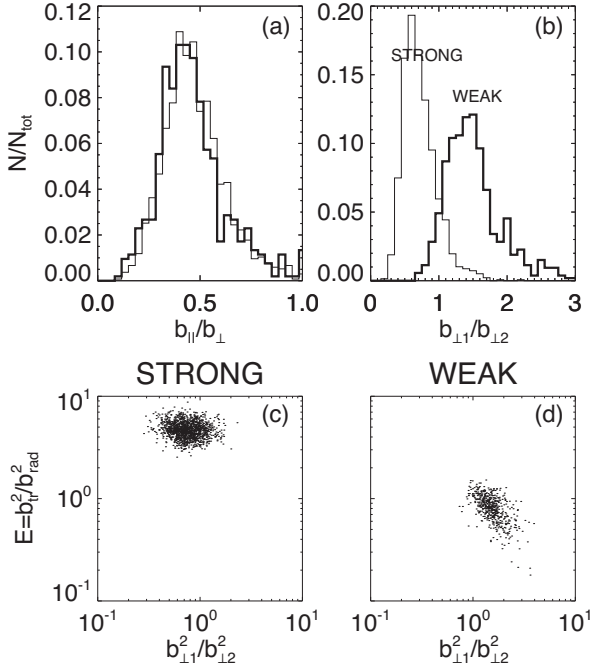 0.12
0.10
0.08
0.06
0.04
0.02
0.00
N/N_tot
(a)
0.0 0.5 1.0
b_||/b_⊥
0.20
0.15
0.10
0.05
0.00
(b)
STRONG
WEAK
0 1 2 3
b_⊥1/b_⊥2
STRONG
10^1
10^0
10^-1
E=b_tr^2/b_rad^2
(c)
10^-1 10^0 10^1
b_⊥1^2/b_⊥2^2
WEAK
(d)
10^-1 10^0 10^1
b_⊥1^2/b_⊥2^2